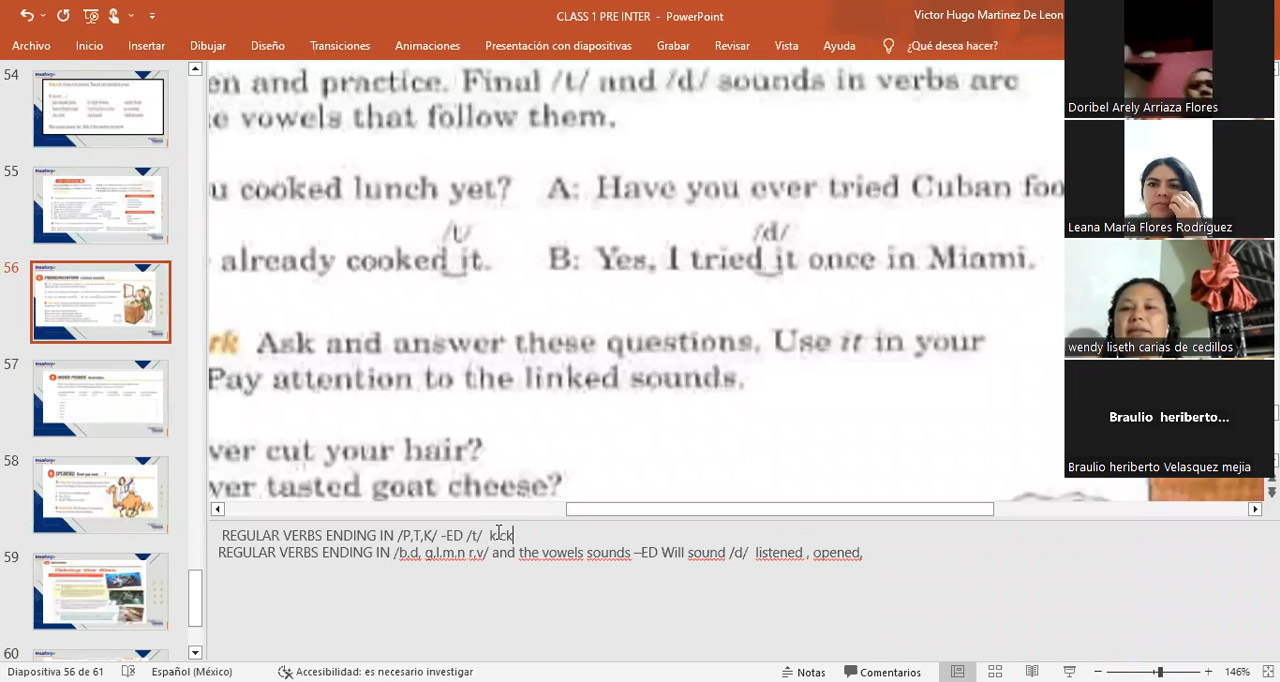 CLASS 1 PRE INTER - PowerPoint
Victor Hugo Martinez De Leon
Archivo Inicio Insertar Dibujar Diseño Transiciones Animaciones Presentación con diapositivas Grabar Revisar Vista Ayuda ¿Qué desea hacer?
54
55
56
57
58
59
60
en and practice. Final /t/ and /d/ sounds in verbs are
e vowels that follow them.
u cooked lunch yet? A: Have you ever tried Cuban foo
/t/ /d/
already cooked it. B: Yes, I tried it once in Miami.
rk Ask and answer these questions. Use it in your
Pay attention to the linked sounds.
ver cut your hair?
ver tasted goat cheese?
REGULAR VERBS ENDING IN /P,T,K/ -ED /t/ kick
REGULAR VERBS ENDING IN /b,d, g,l,m.n r,v/ and the vowels sounds –ED Will sound /d/ listened , opened,
Doribel Arely Arriaza Flores
Leana María Flores Rodríguez
wendy liseth carias de cedillos
Braulio heriberto...
Braulio heriberto Velasquez mejia
Diapositiva 56 de 61 Español (México) Accesibilidad: es necesario investigar Notas Comentarios 146%